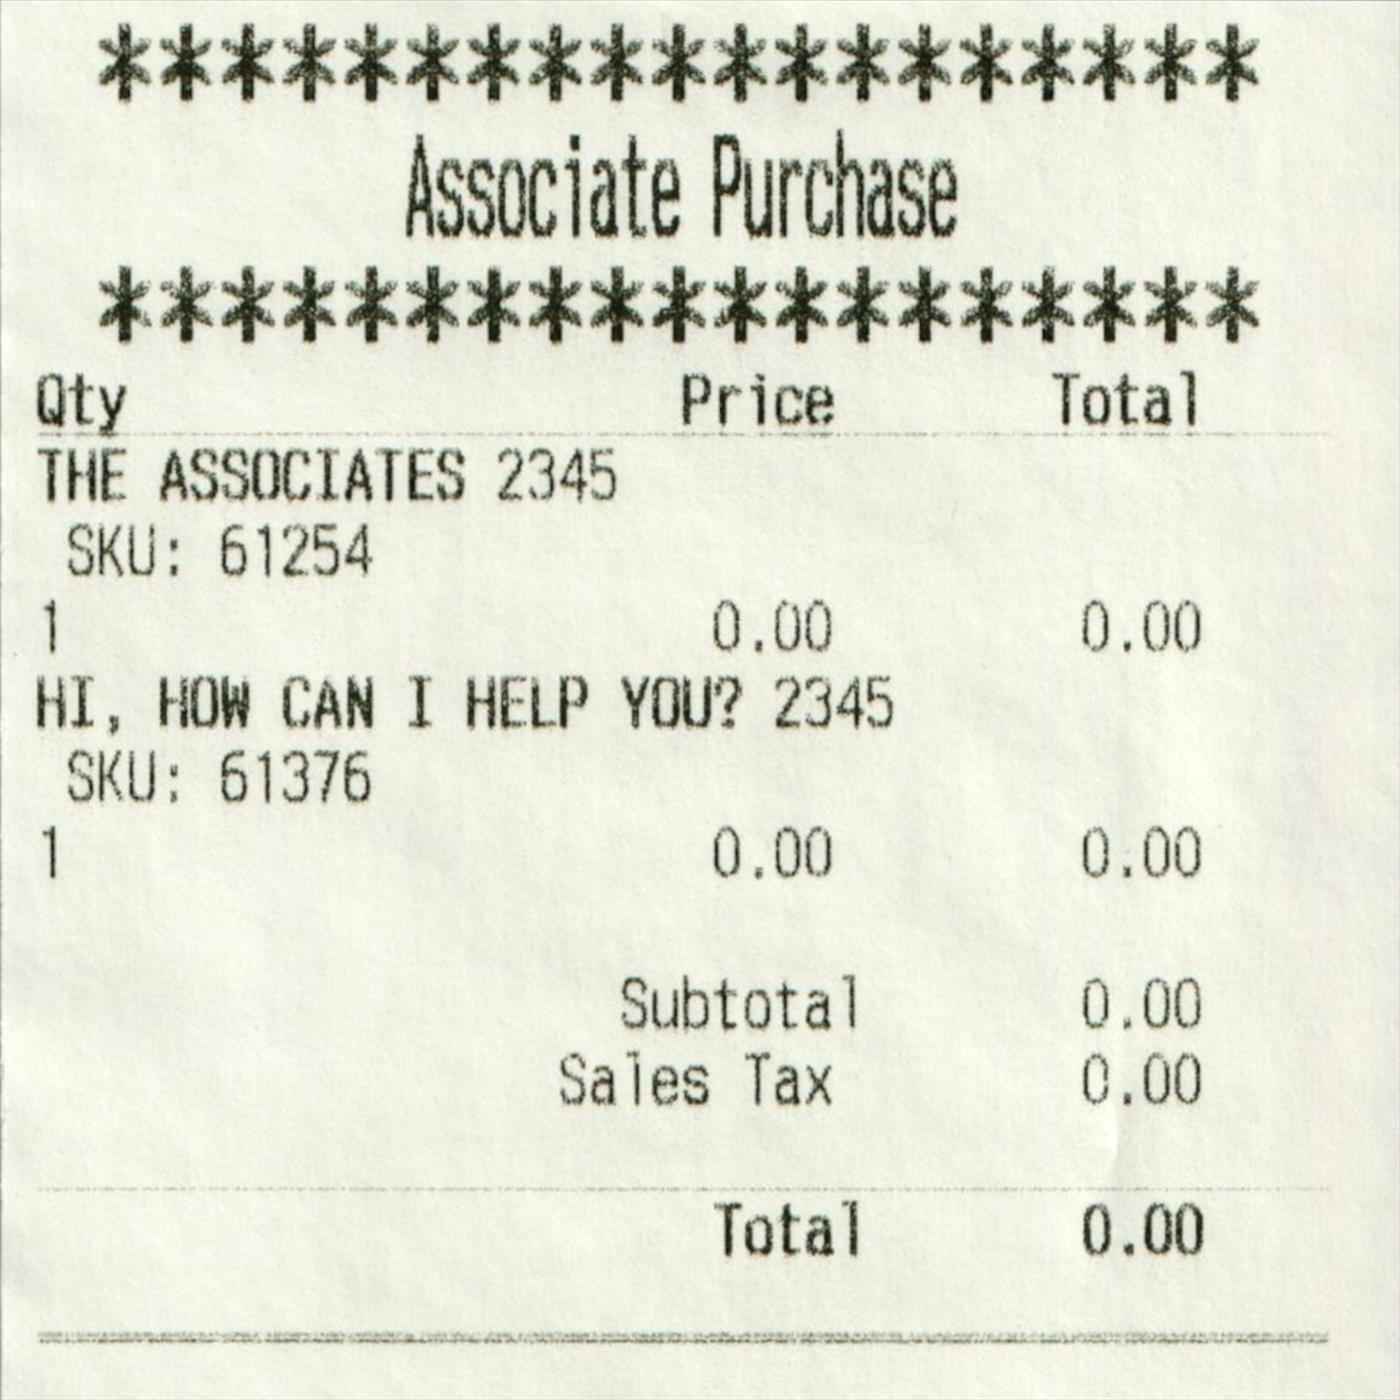 *******************
Associate Purchase
*******************
Qty Price Total
THE ASSOCIATES 2345
SKU: 61254
1 0.00 0.00
HI, HOW CAN I HELP YOU? 2345
SKU: 61376
1 0.00 0.00
Subtotal 0.00
Sales Tax 0.00
Total 0.00